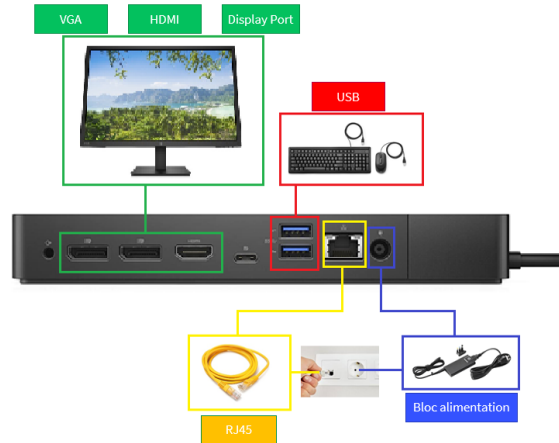 VGA
HDMI
Display Port
USB
RJ45
Bloc alimentation